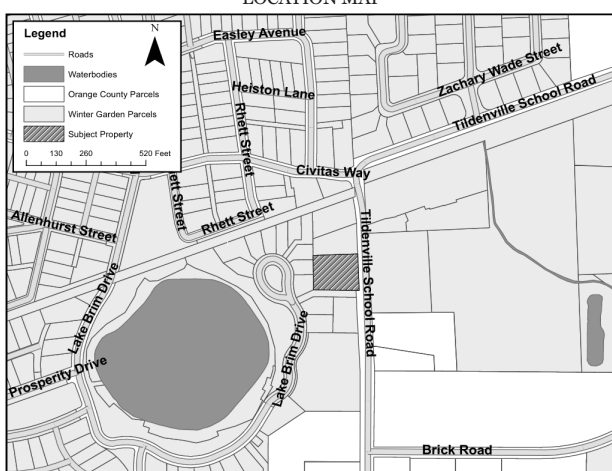 LOCATION MAP
Legend
N
Roads
Waterbodies
Orange County Parcels
Winter Garden Parcels
Subject Property
0 130 260 520 Feet
Easley Avenue
Heiston Lane
Rhett Street
Zachary Wade Street
Tildenville School Road
Civitas Way
Rhett Street
Allenhurst Street
Tildenville School Road
Lake Brim Drive
Lake Brim Drive
Prosperity Drive
Brick Road